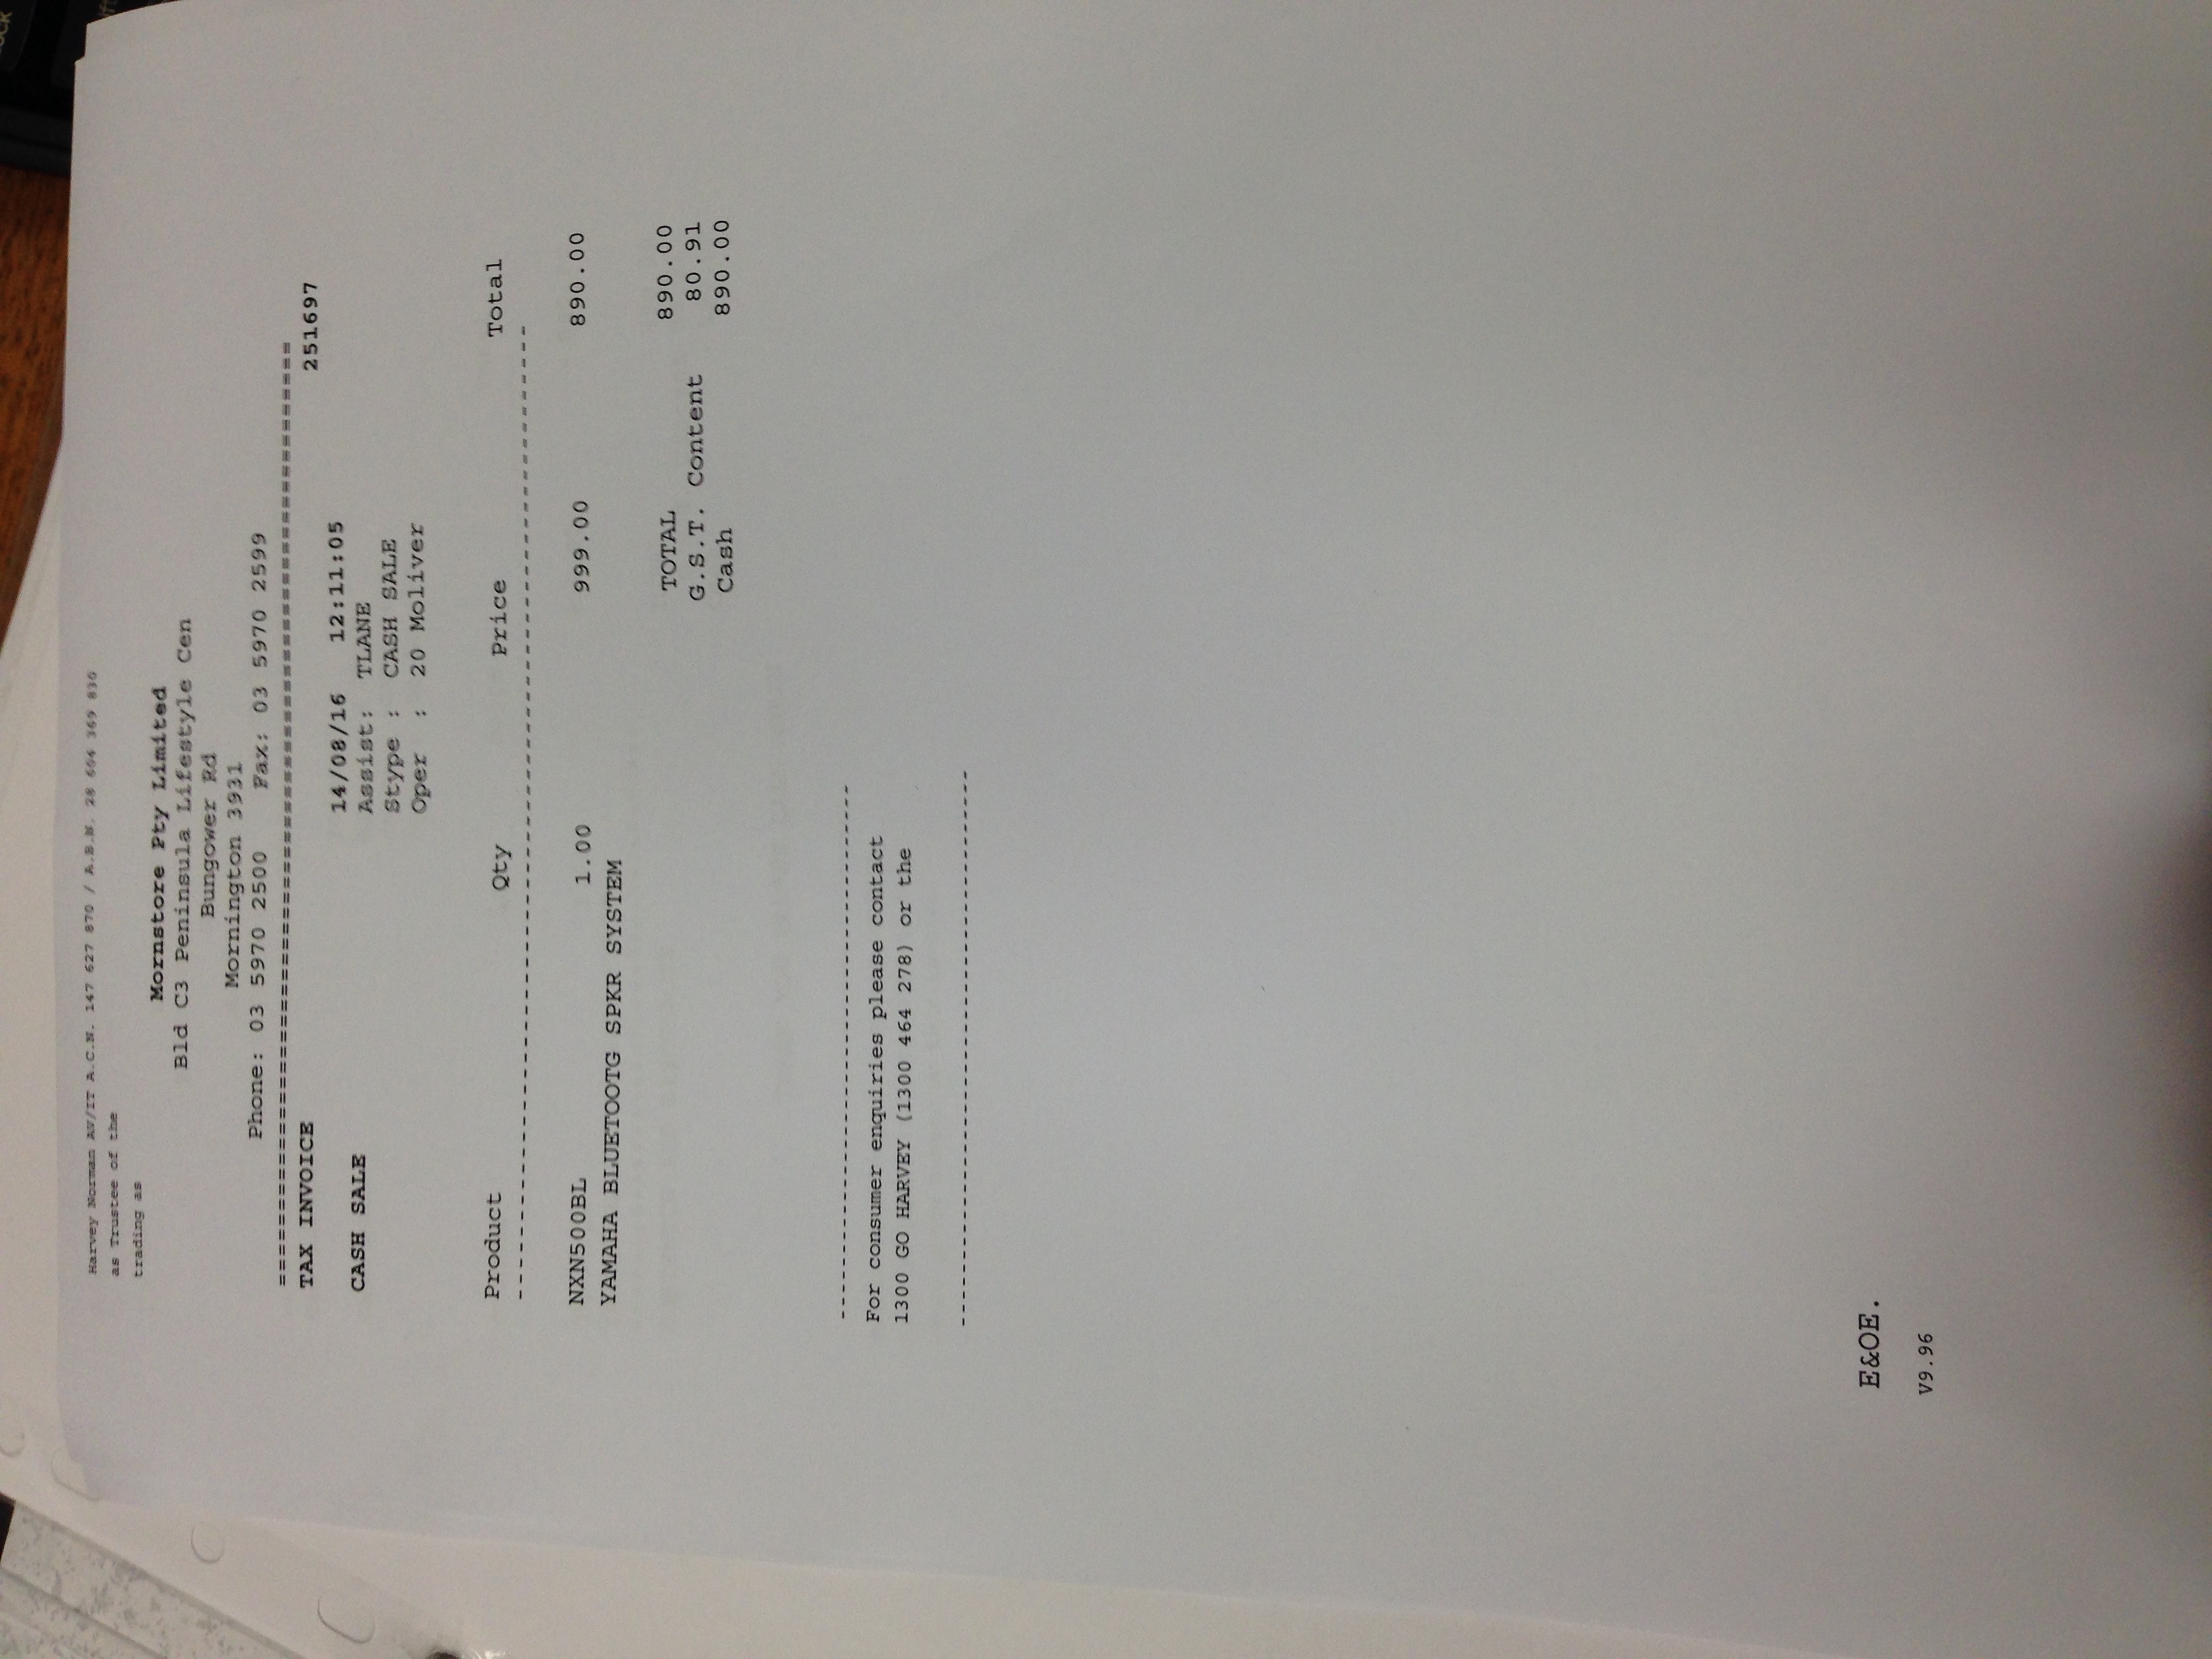 Harvey Norman AV/IT A.C.N. 147 627 870 / A.B.N. 28 604 369 830
as Trustee of the
trading as
Mornstore Pty Limited
Bld C3 Peninsula Lifestyle Cen
Bungower Rd
Mornington 3931
Phone: 03 5970 2500 Fax: 03 5970 2599
TAX INVOICE 251697
14/08/16 12:11:05
CASH SALE Assist: TLANE
Stype : CASH SALE
Oper : 20 Moliver
Product Qty Price Total
NXN500BL 1.00 999.00 890.00
YAMAHA BLUETOOTG SPKR SYSTEM
TOTAL 890.00
G.S.T. Content 80.91
Cash 890.00
For consumer enquiries please contact
1300 GO HARVEY (1300 464 278) or the
E&OE.
V9.96